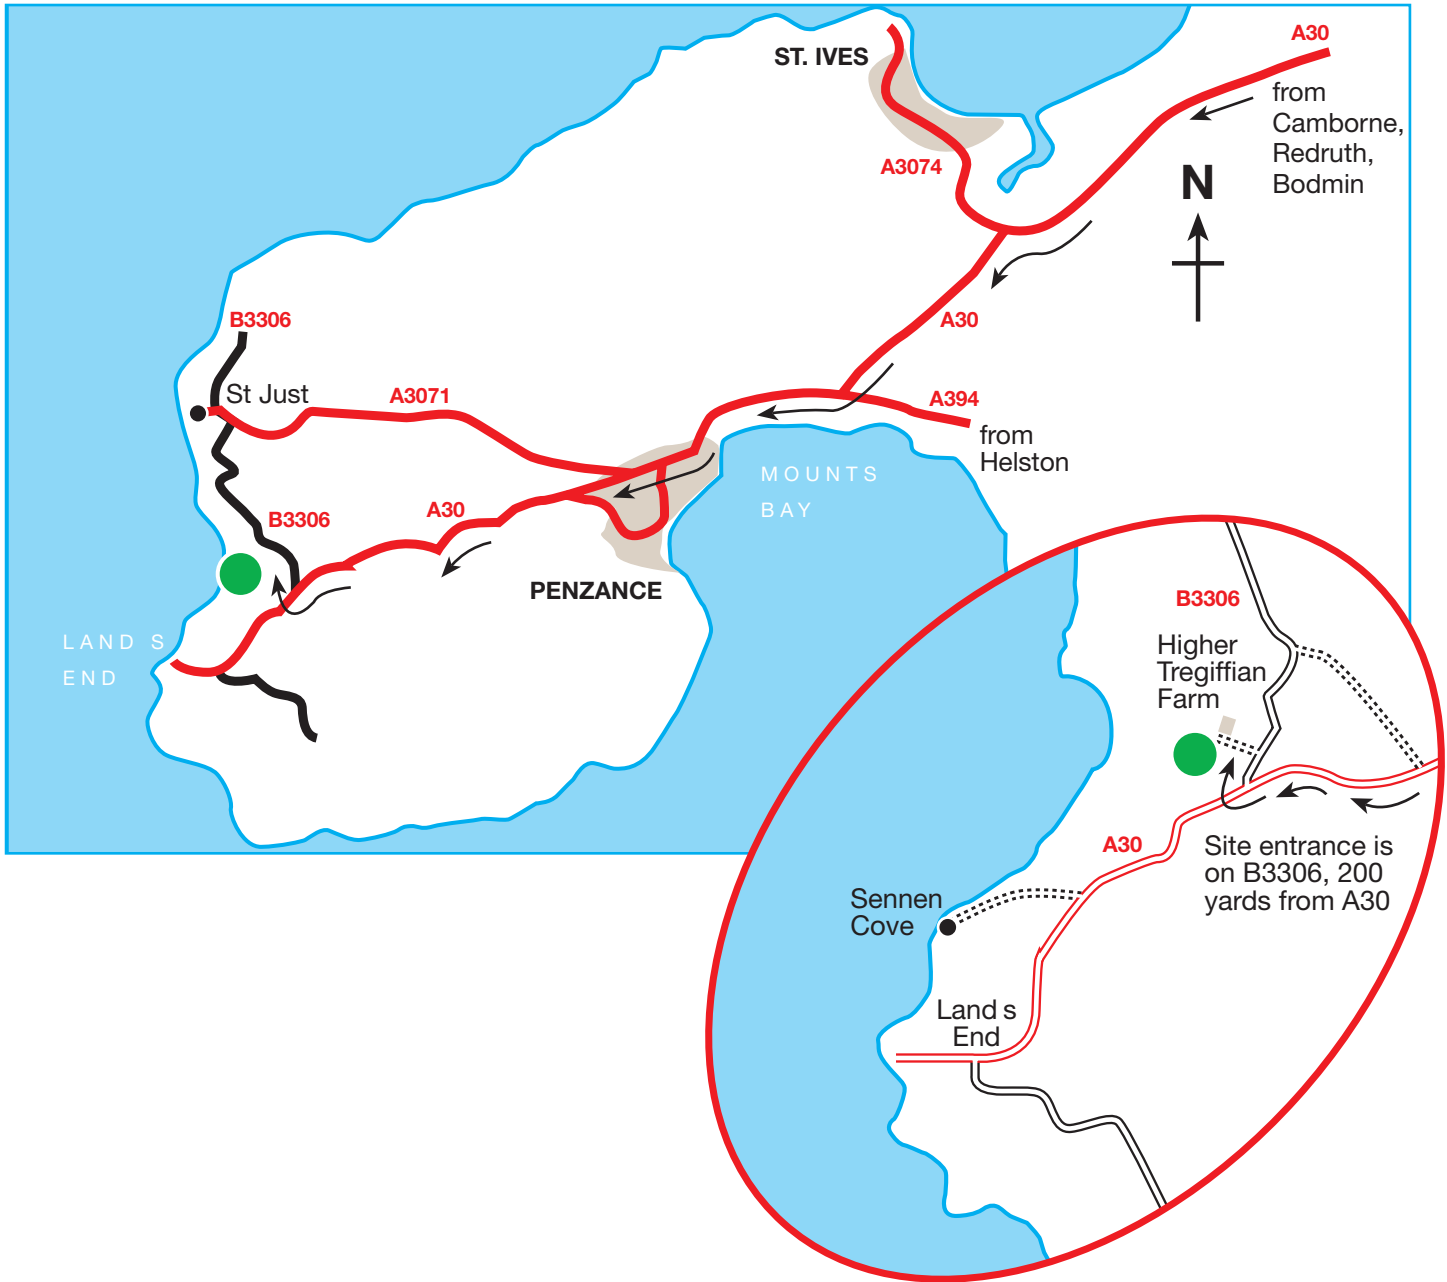 A30
ST. IVES
from
Camborne,
Redruth,
Bodmin
A3074
N
A30
B3306
St Just
A3071
A394
from
Helston
MOUNTS
BAY
A30
B3306
PENZANCE
LAND S
END
B3306
Higher
Tregiffian
Farm
A30
Site entrance is
on B3306, 200
yards from A30
Sennen
Cove
Land s
End